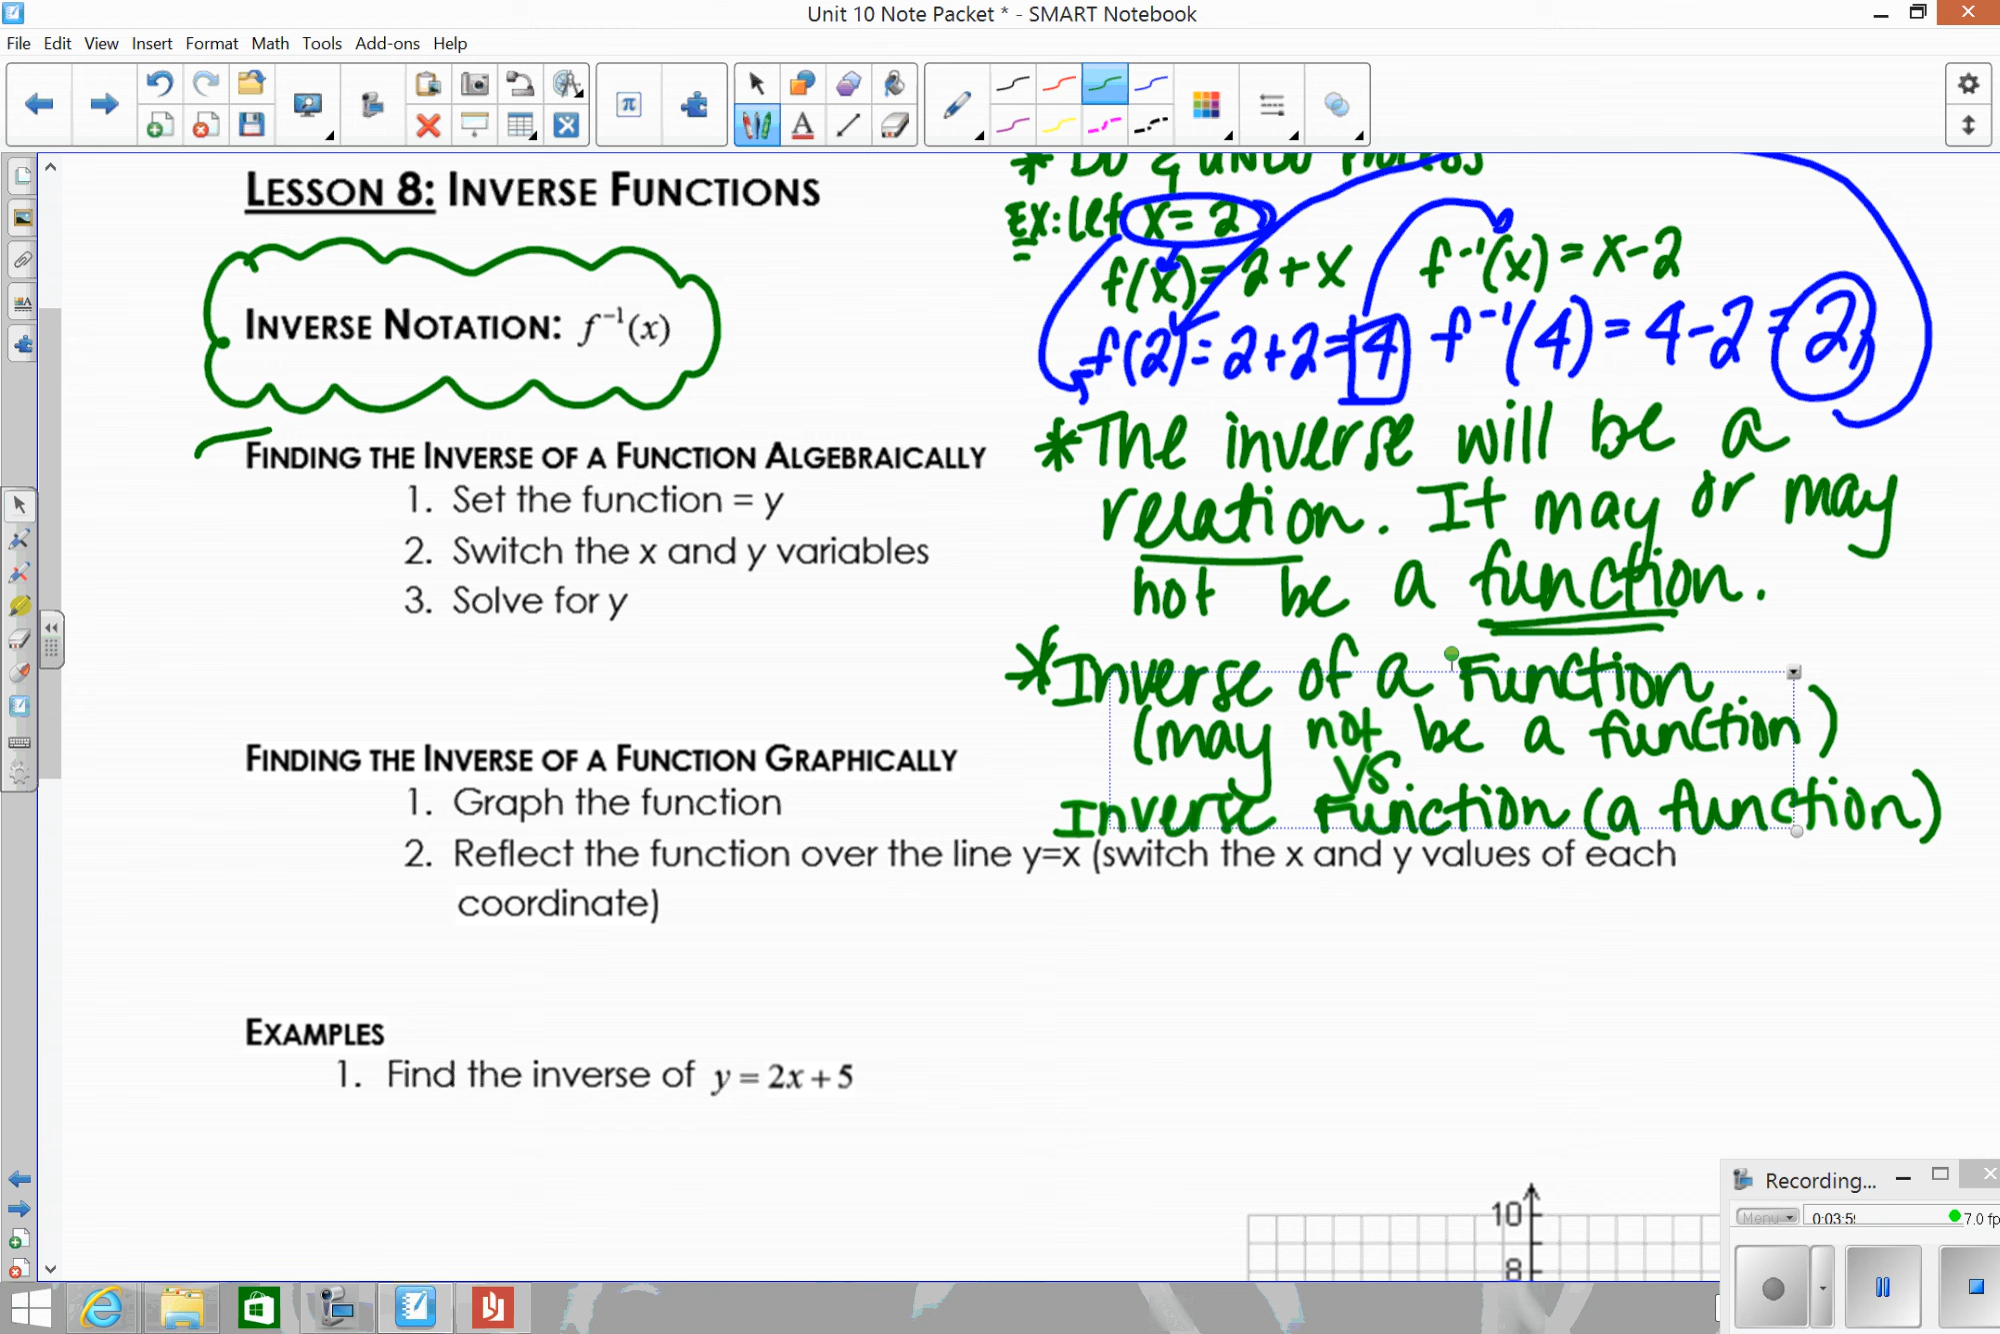 Unit 10 Note Packet * - SMART Notebook
File Edit View Insert Format Math Tools Add-ons Help
LESSON 8: INVERSE FUNCTIONS
INVERSE NOTATION: f⁻¹(x)
FINDING THE INVERSE OF A FUNCTION ALGEBRAICALLY
1. Set the function = y
2. Switch the x and y variables
3. Solve for y
FINDING THE INVERSE OF A FUNCTION GRAPHICALLY
1. Graph the function
2. Reflect the function over the line y=x (switch the x and y values of each
coordinate)
EXAMPLES
1. Find the inverse of y = 2x + 5
* DO & UNDO Process
EX: Let x = 2
f(x) = 2 + x f⁻¹(x) = x - 2
f(2) = 2 + 2 = 4 f⁻¹(4) = 4 - 2 = 2
*The inverse will be a
relation. It may or may
not be a function.
*Inverse of a Function
(may not be a function)
VS
Inverse Function (a function)
10
8
Recording...
Menu
0:03:5
7.0 fp